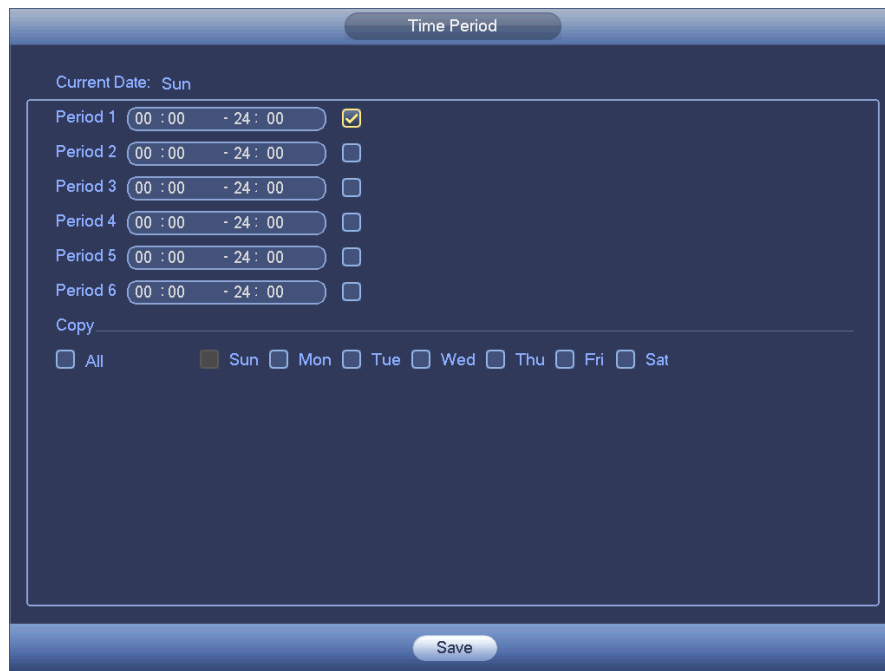 Time Period
Current Date: Sun
Period 1 00 :00 - 24 : 00
Period 2 00 :00 - 24 : 00
Period 3 00 :00 - 24 : 00
Period 4 00 :00 - 24 : 00
Period 5 00 :00 - 24 : 00
Period 6 00 :00 - 24 : 00
Copy
All Sun Mon Tue Wed Thu Fri Sat
Save